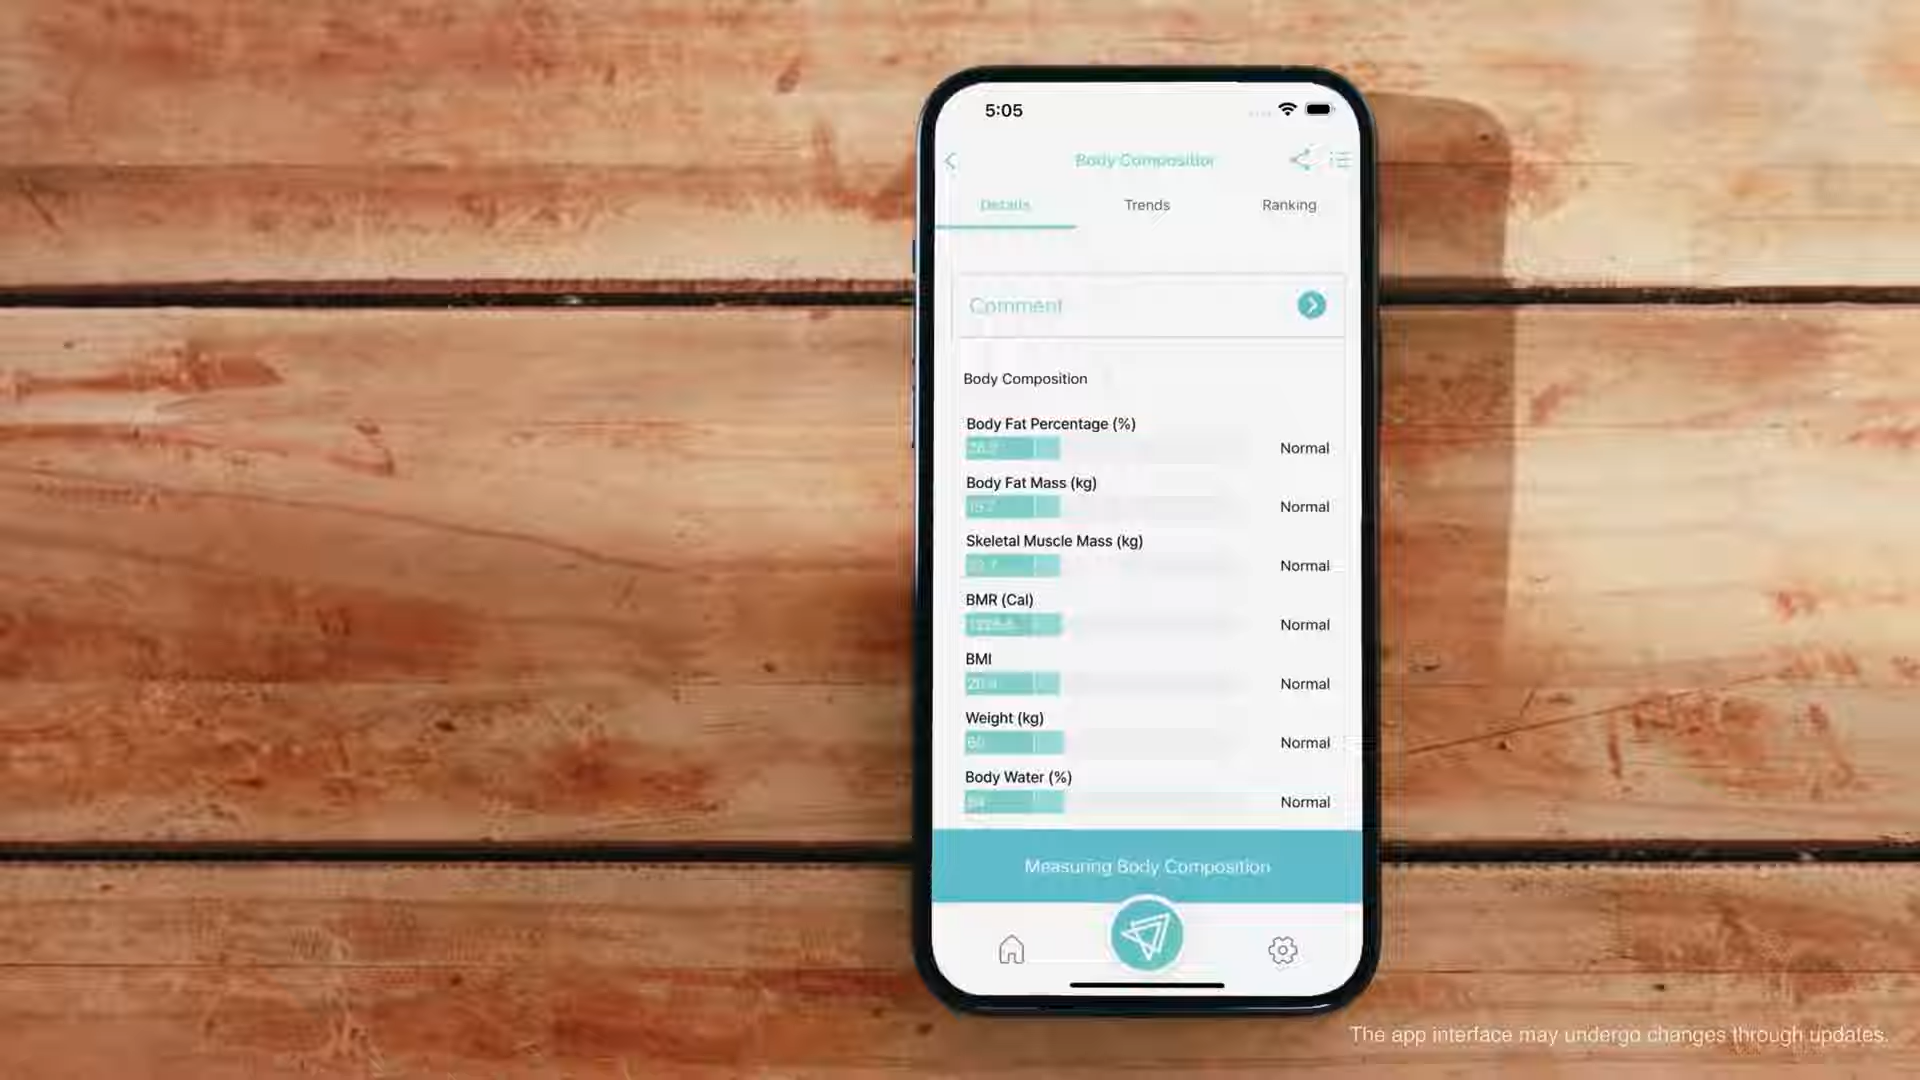 5:05
Body Composition
Details
Trends
Ranking
Comment
Body Composition
Body Fat Percentage (%)
Normal
Body Fat Mass (kg)
Normal
Skeletal Muscle Mass (kg)
Normal
BMR (Cal)
Normal
BMI
Normal
Weight (kg)
60
Normal
Body Water (%)
Normal
Measuring Body Composition
The app interface may undergo changes through updates.